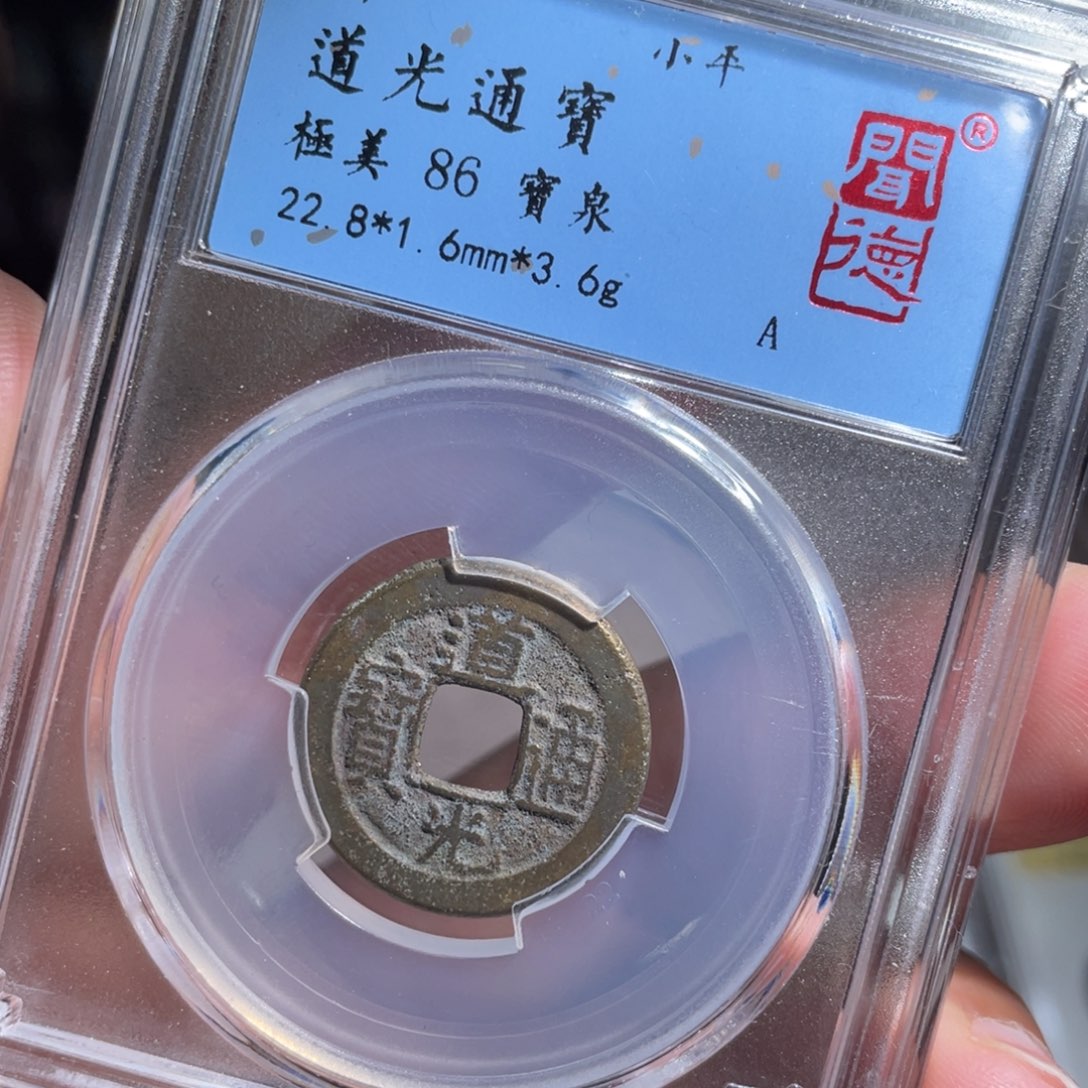 小平
道光通寶
極美 86 寶泉
22.8*1.6mm*3.6g
A
聞德
®
道光通寶